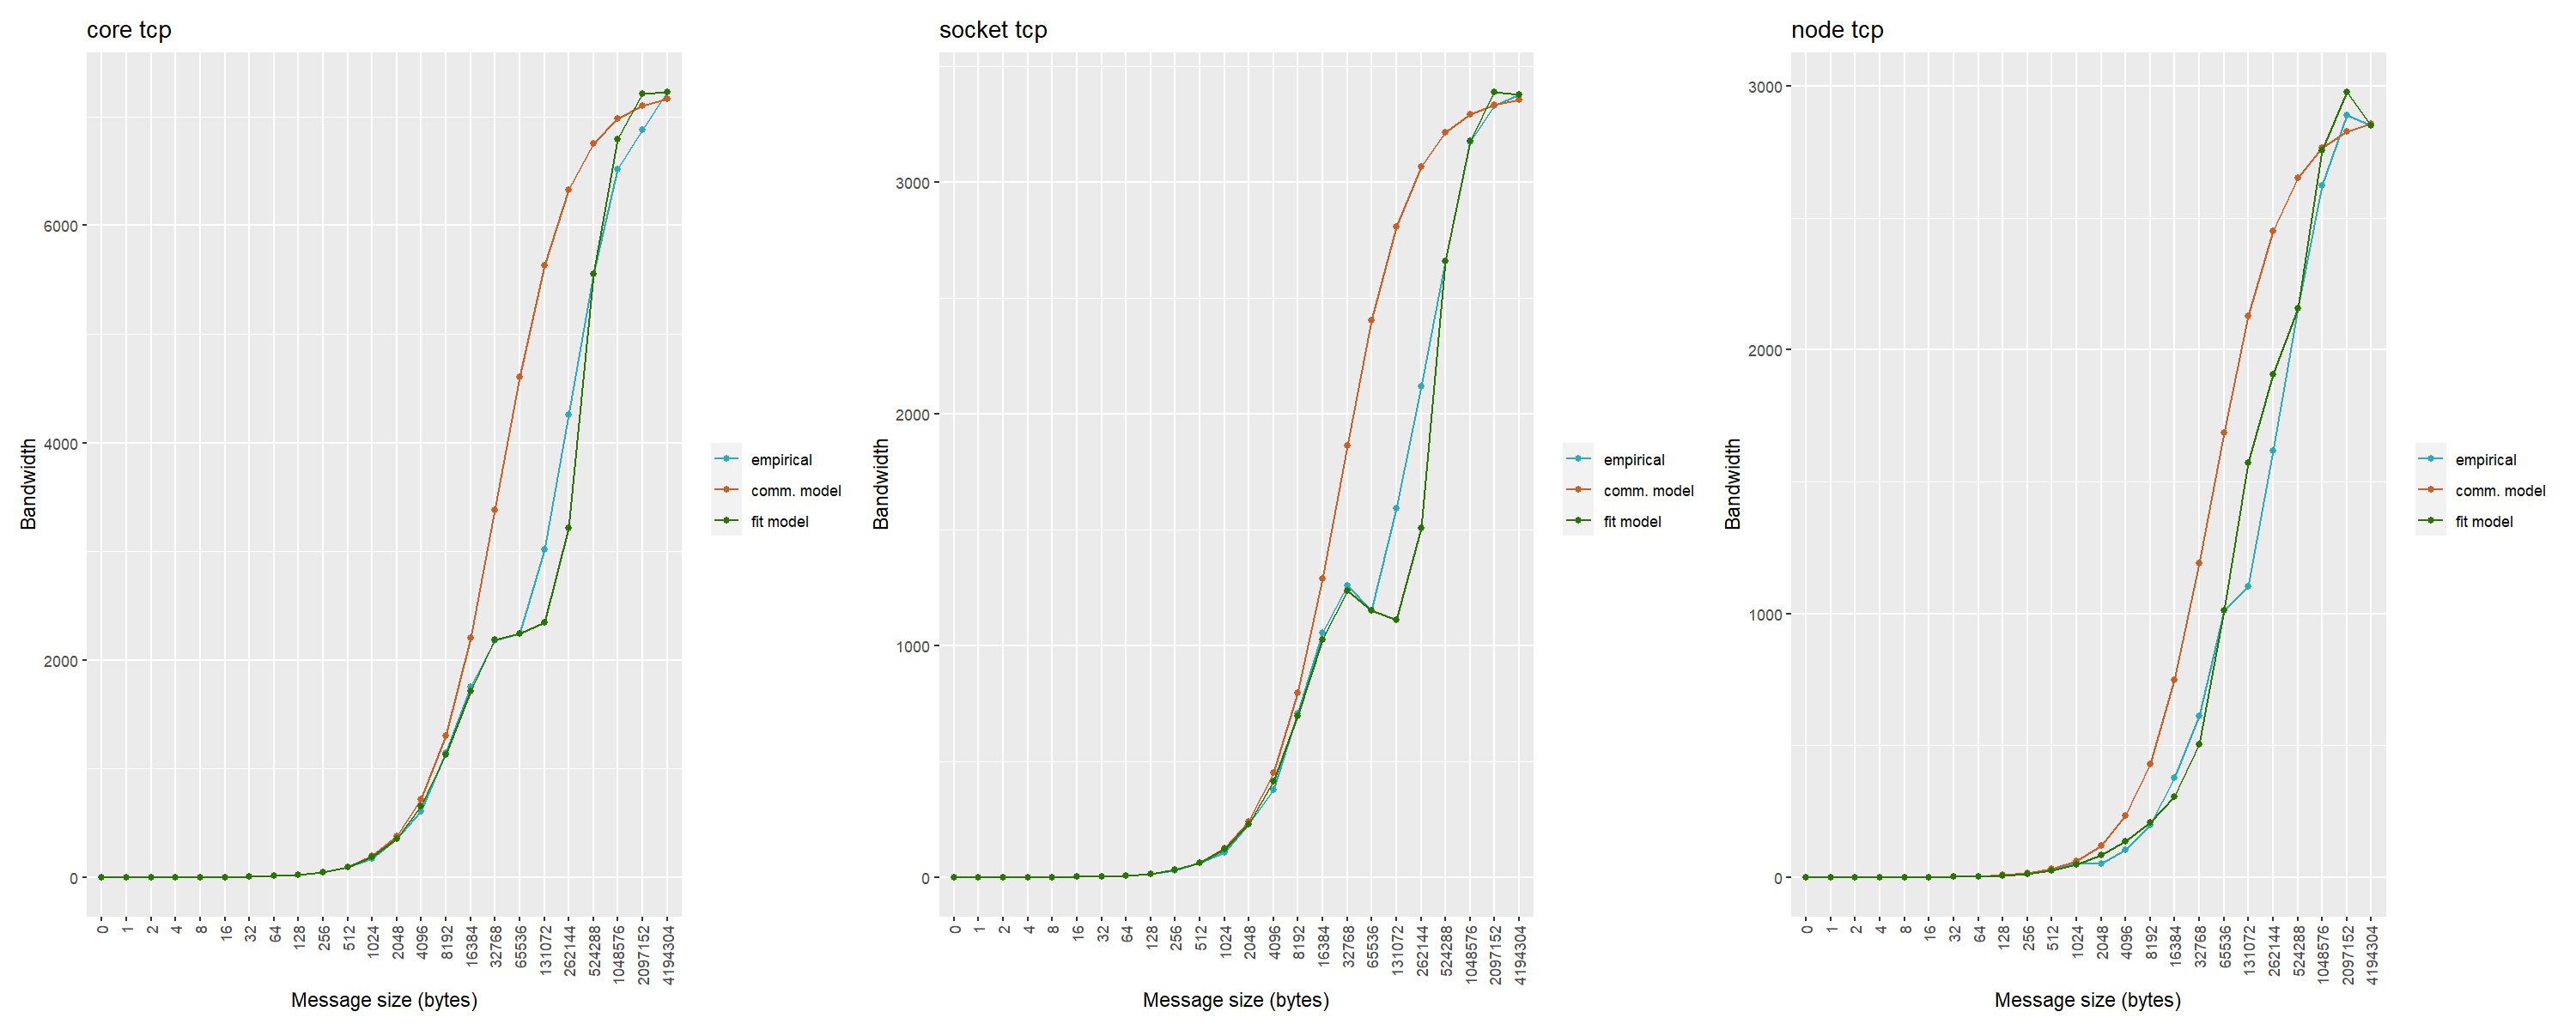 core tcp
Bandwidth
6000
4000
2000
0
0 1 2 4 8 16 32 64 128 256 512 1024 2048 4096 8192 16384 32768 65536 131072 262144 524288 1048576 2097152 4194304
Message size (bytes)
empirical
comm. model
fit model
socket tcp
Bandwidth
3000
2000
1000
0
0 1 2 4 8 16 32 64 128 256 512 1024 2048 4096 8192 16384 32768 65536 131072 262144 524288 1048576 2097152 4194304
Message size (bytes)
empirical
comm. model
fit model
node tcp
Bandwidth
3000
2000
1000
0
0 1 2 4 8 16 32 64 128 256 512 1024 2048 4096 8192 16384 32768 65536 131072 262144 524288 1048576 2097152 4194304
Message size (bytes)
empirical
comm. model
fit model